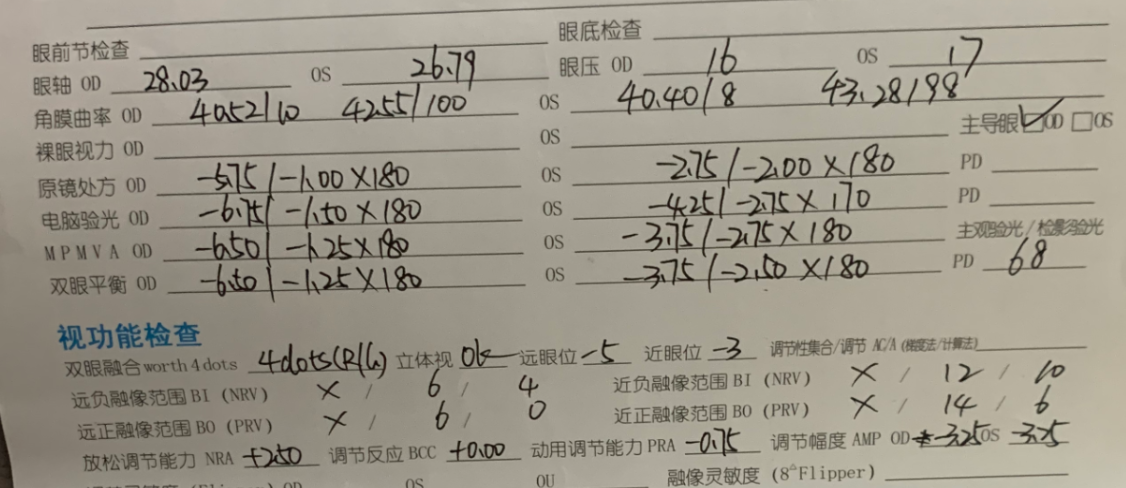 眼前节检查 眼底检查
眼轴 OD 28.03 OS 26.79 眼压 OD 16 OS 17
角膜曲率 OD 40.52/10 42.55/100 OS 40.40/8 43.28/98
裸眼视力 OD OS 主导眼 ☑OD □OS
原镜处方 OD -5.75/-1.00×180 OS -2.75/-2.00×180 PD
电脑验光 OD -6.75/-1.50×180 OS -4.25/-2.75×170 PD
MPMVA OD -6.50/-1.25×180 OS -3.75/-2.75×180 主观验光/检影验光
双眼平衡 OD -6.50/-1.25×180 OS -3.75/-2.50×180 PD 68
视功能检查
双眼融合worth4dots 4dots(R/G) 立体视 Ok 远眼位 -5 近眼位 -3 调节性集合/调节 AC/A (梯度法/计算法)
远负融像范围 BI (NRV) × / 6 / 4 近负融像范围 BI (NRV) × / 12 / 10
远正融像范围 BO (PRV) × / 6 / 0 近正融像范围 BO (PRV) × / 14 / 6
放松调节能力 NRA +2.50 调节反应 BCC +0.00 动用调节能力 PRA -0.75 调节幅度 AMP OD -3.25 OS -3.25
OD OS OU 融像灵敏度 (8△Flipper)